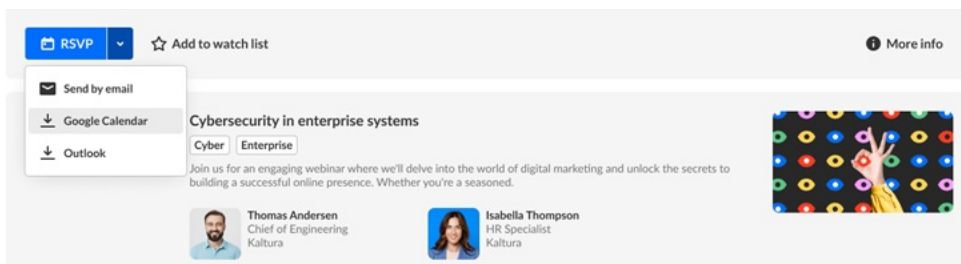 RSVP
Add to watch list
More info
Send by email
Google Calendar
Outlook
Cybersecurity in enterprise systems
Cyber
Enterprise
Join us for an engaging webinar where we'll delve into the world of digital marketing and unlock the secrets to
building a successful online presence. Whether you're a seasoned.
Thomas Andersen
Chief of Engineering
Kaltura
Isabella Thompson
HR Specialist
Kaltura